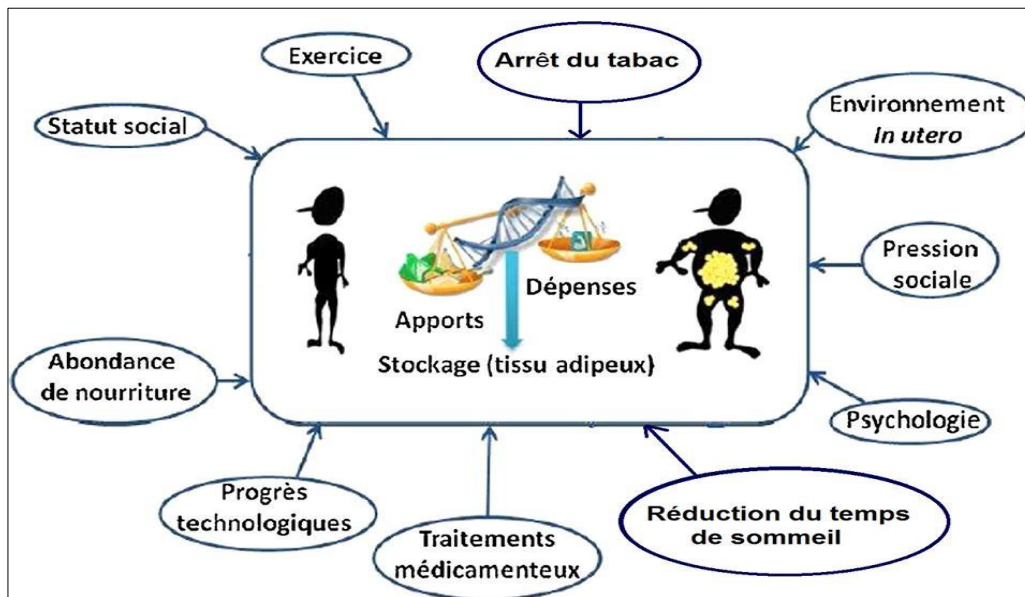 Exercice
Arrêt du tabac
Environnement
In utero
Statut social
Pression
sociale
Dépenses
Apports
Stockage (tissu adipeux)
Abondance
de nourriture
Psychologie
Progrès
technologiques
Traitements
médicamenteux
Réduction du temps
de sommeil